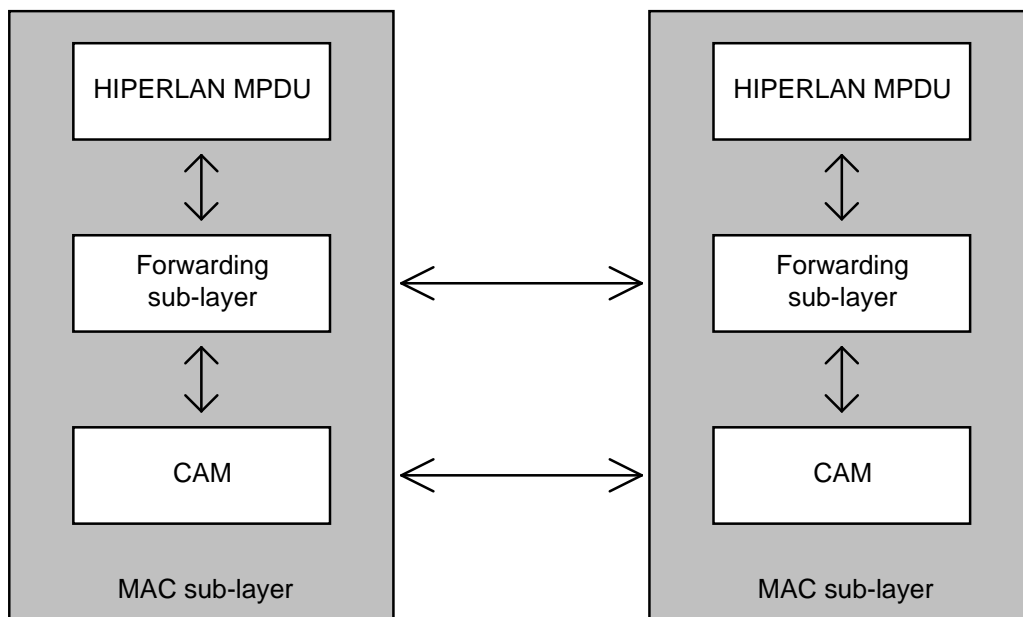 HIPERLAN MPDU
Forwarding
sub-layer
CAM
MAC sub-layer
HIPERLAN MPDU
Forwarding
sub-layer
CAM
MAC sub-layer